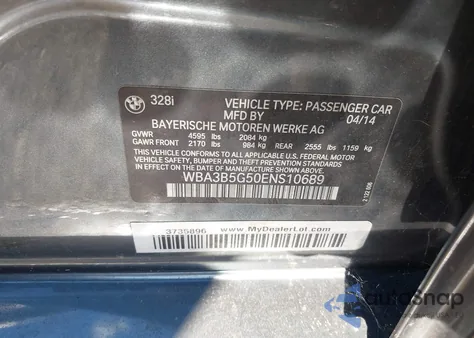 BMW
328i
VEHICLE TYPE: PASSENGER CAR
MFD BY 04/14
BAYERISCHE MOTOREN WERKE AG
GVWR 4595 lbs 2084 kg
GAWR FRONT 2170 lbs 984 kg REAR 2555 lbs 1159 kg
THIS VEHICLE CONFORMS TO ALL APPLICABLE U.S. FEDERAL MOTOR VEHICLE
SAFETY, BUMPER AND THEFT PREVENTION STANDARDS
IN EFFECT ON THE DATE OF MANUFACTURE SHOWN ABOVE.
WBA3B5G50ENS10689
3735896 www.MyDealerLot.com
autoSnap